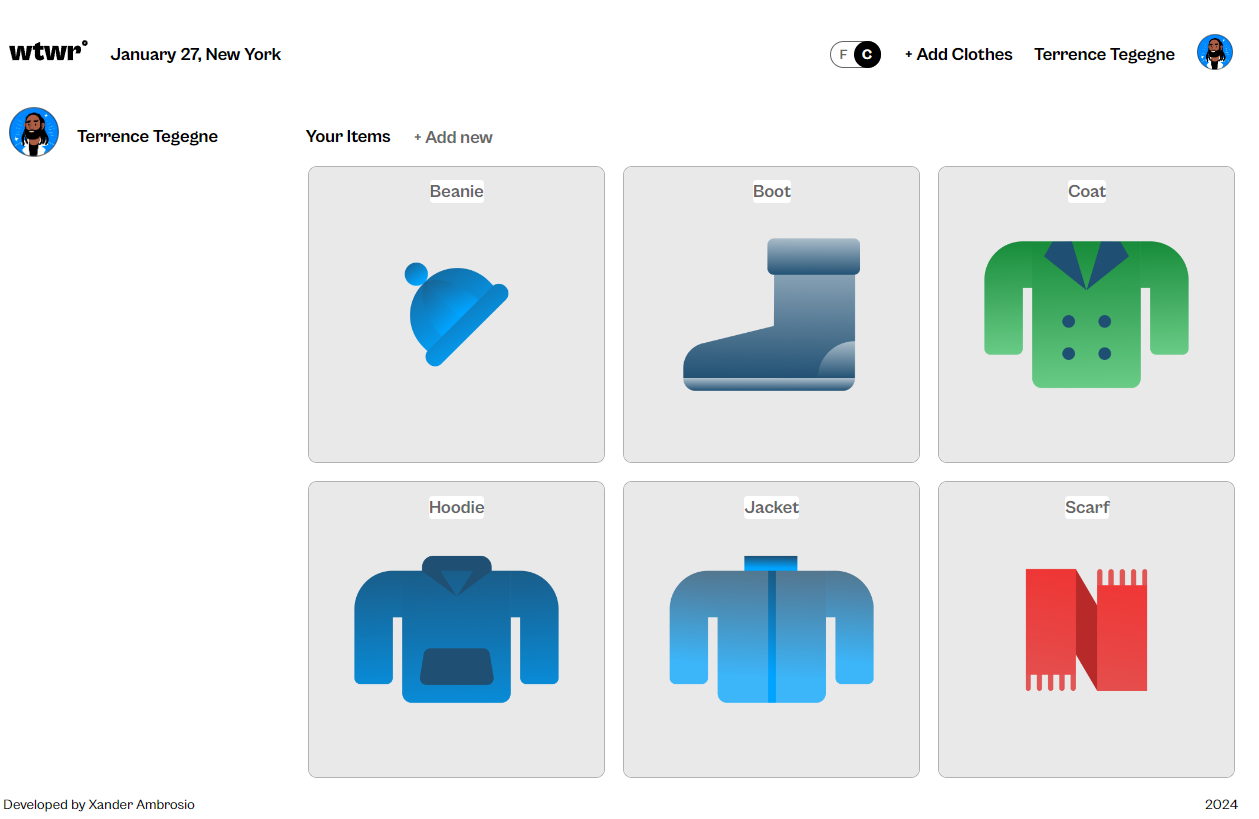 wtwr° January 27, New York F C + Add Clothes Terrence Tegegne
Terrence Tegegne Your Items + Add new
Beanie Boot Coat
Hoodie Jacket Scarf
Developed by Xander Ambrosio 2024